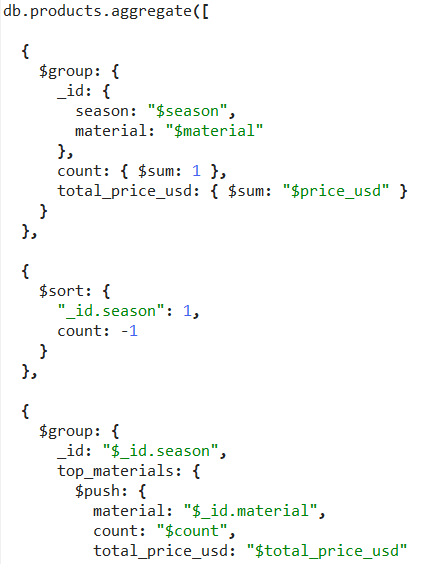 db.products.aggregate([
{
$group: {
_id: {
season: "$season",
material: "$material"
},
count: { $sum: 1 },
total_price_usd: { $sum: "$price_usd" }
}
},
{
$sort: {
"_id.season": 1,
count: -1
}
},
{
$group: {
_id: "$_id.season",
top_materials: {
$push: {
material: "$_id.material",
count: "$count",
total_price_usd: "$total_price_usd"